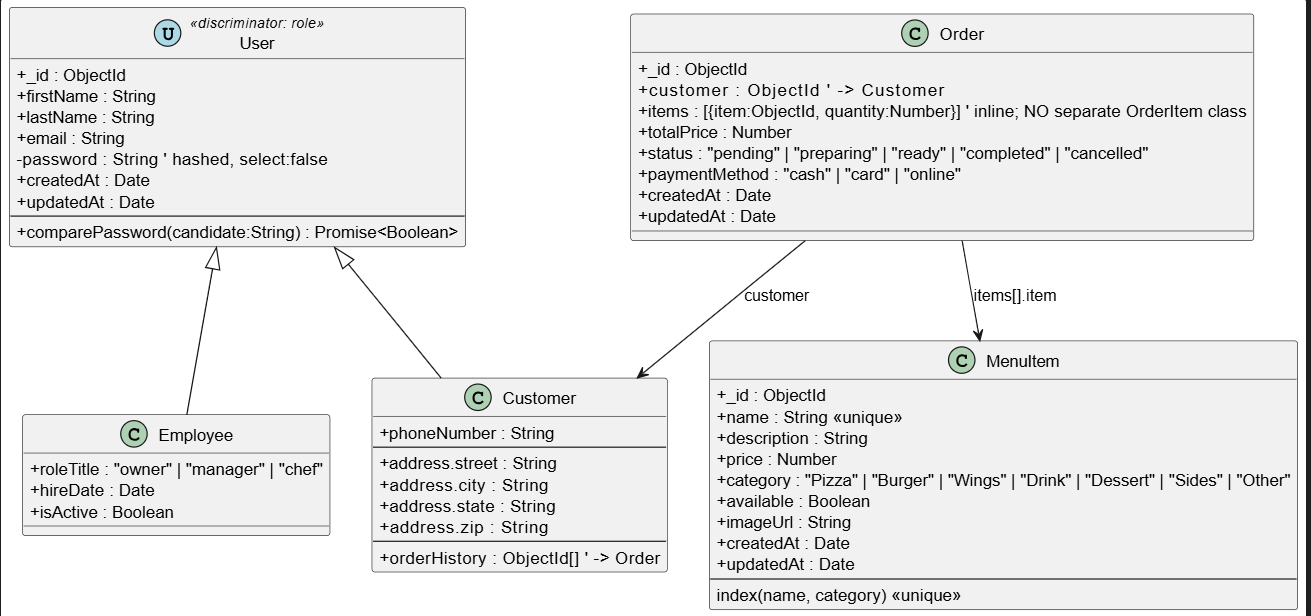 U «discriminator: role»
User
+_id : ObjectId
+firstName : String
+lastName : String
+email : String
-password : String ' hashed, select:false
+createdAt : Date
+updatedAt : Date
+comparePassword(candidate:String) : Promise<Boolean>
C Order
+_id : ObjectId
+customer : ObjectId ' -> Customer
+items : [{item:ObjectId, quantity:Number}] ' inline; NO separate OrderItem class
+totalPrice : Number
+status : "pending" | "preparing" | "ready" | "completed" | "cancelled"
+paymentMethod : "cash" | "card" | "online"
+createdAt : Date
+updatedAt : Date
customer
items[].item
C Employee
+roleTitle : "owner" | "manager" | "chef"
+hireDate : Date
+isActive : Boolean
C Customer
+phoneNumber : String
+address.street : String
+address.city : String
+address.state : String
+address.zip : String
+orderHistory : ObjectId[] ' -> Order
C MenuItem
+_id : ObjectId
+name : String «unique»
+description : String
+price : Number
+category : "Pizza" | "Burger" | "Wings" | "Drink" | "Dessert" | "Sides" | "Other"
+available : Boolean
+imageUrl : String
+createdAt : Date
+updatedAt : Date
index(name, category) «unique»